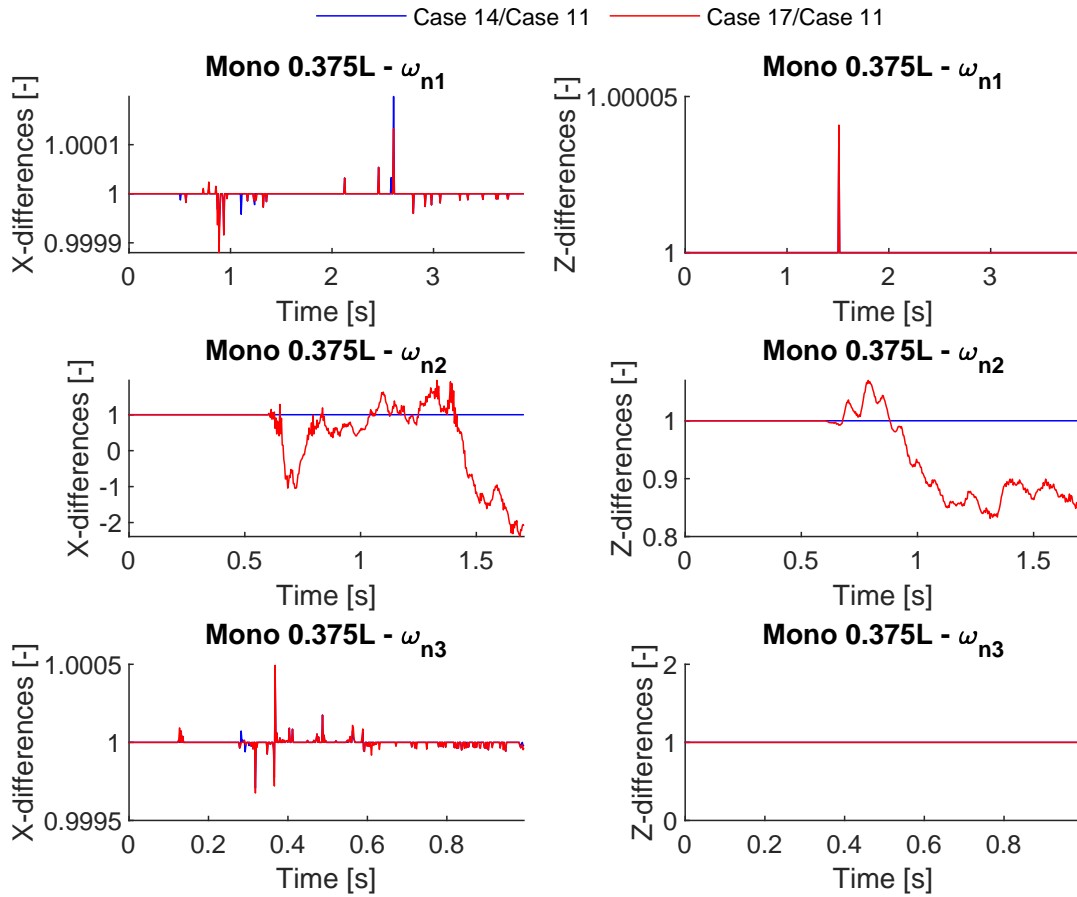 Case 14/Case 11 Case 17/Case 11
Mono 0.375L - ωn1
X-differences [-]
1.0001
1
0.9999
0 1 2 3
Time [s]
Mono 0.375L - ωn1
Z-differences [-]
1.00005
1
0 1 2 3
Time [s]
Mono 0.375L - ωn2
X-differences [-]
1
0
-1
-2
0 0.5 1 1.5
Time [s]
Mono 0.375L - ωn2
Z-differences [-]
1
0.9
0.8
0 0.5 1 1.5
Time [s]
Mono 0.375L - ωn3
X-differences [-]
1.0005
1
0.9995
0 0.2 0.4 0.6 0.8
Time [s]
Mono 0.375L - ωn3
Z-differences [-]
2
1
0
0 0.2 0.4 0.6 0.8
Time [s]